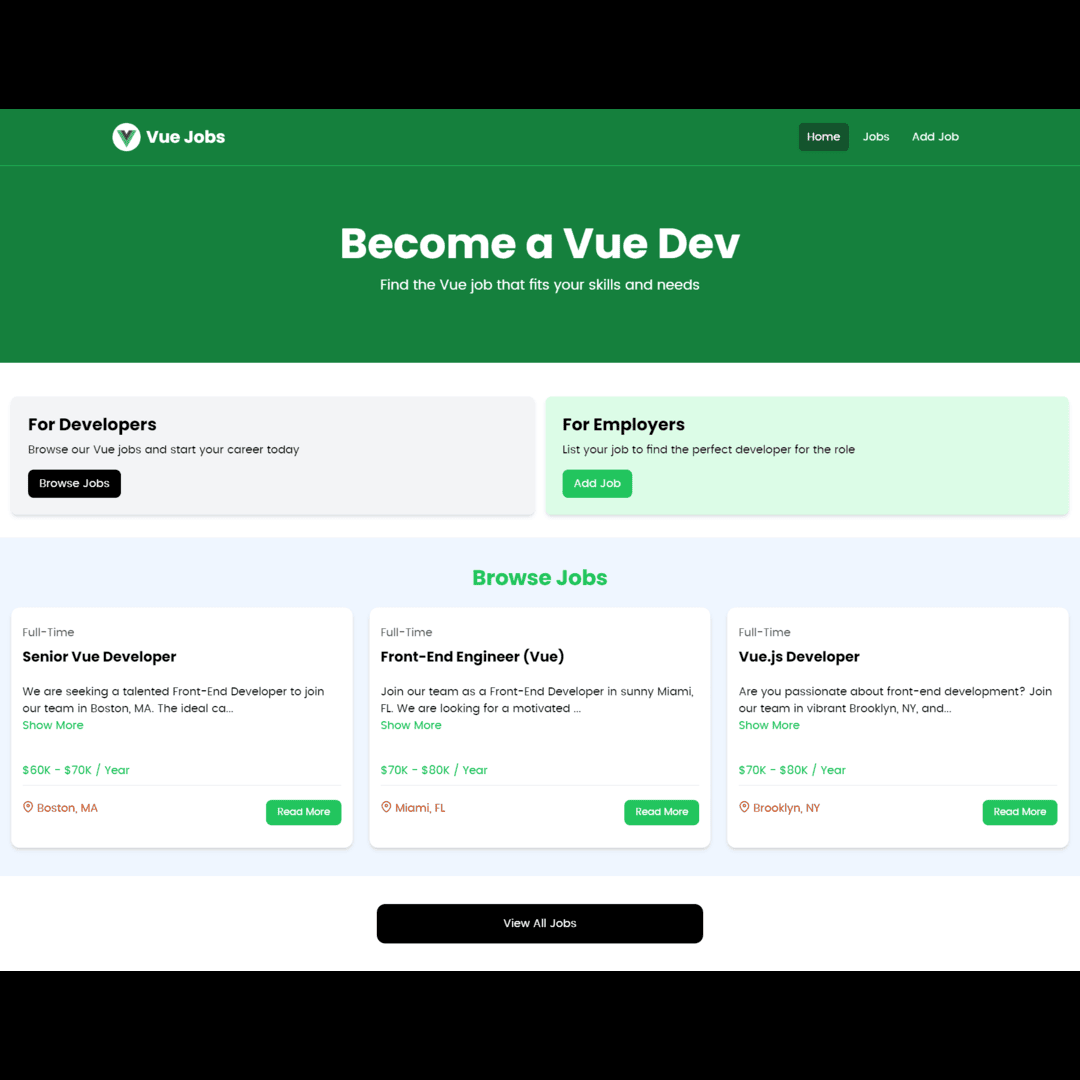 Vue Jobs
Home Jobs Add Job
Become a Vue Dev
Find the Vue job that fits your skills and needs
For Developers
Browse our Vue jobs and start your career today
Browse Jobs
For Employers
List your job to find the perfect developer for the role
Add Job
Browse Jobs
Full-Time
Senior Vue Developer
We are seeking a talented Front-End Developer to join
our team in Boston, MA. The ideal ca...
Show More
$60K - $70K / Year
Boston, MA
Read More
Full-Time
Front-End Engineer (Vue)
Join our team as a Front-End Developer in sunny Miami,
FL. We are looking for a motivated ...
Show More
$70K - $80K / Year
Miami, FL
Read More
Full-Time
Vue.js Developer
Are you passionate about front-end development? Join
our team in vibrant Brooklyn, NY, and...
Show More
$70K - $80K / Year
Brooklyn, NY
Read More
View All Jobs